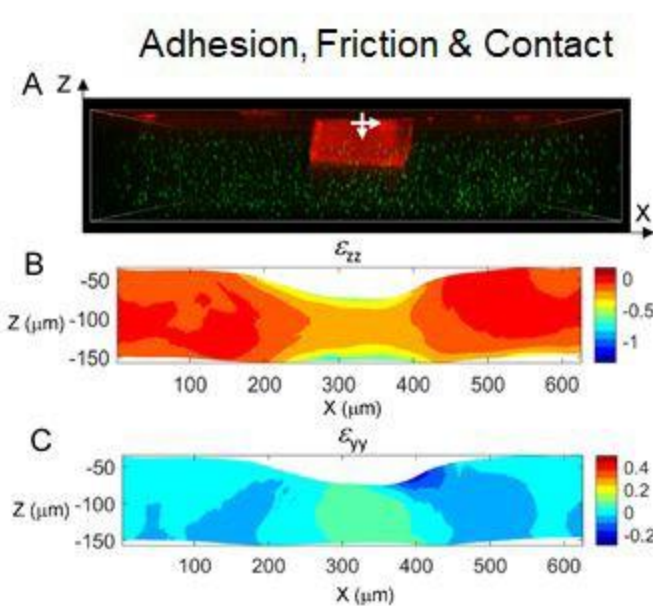 Adhesion, Friction & Contact
A Z
X
B
εzz
-50
Z (μm) -100
-150
100 200 300 400 500 600
X (μm)
0
-0.5
-1
C
εyy
-50
Z (μm) -100
-150
100 200 300 400 500 600
X (μm)
0.4
0.2
0
-0.2